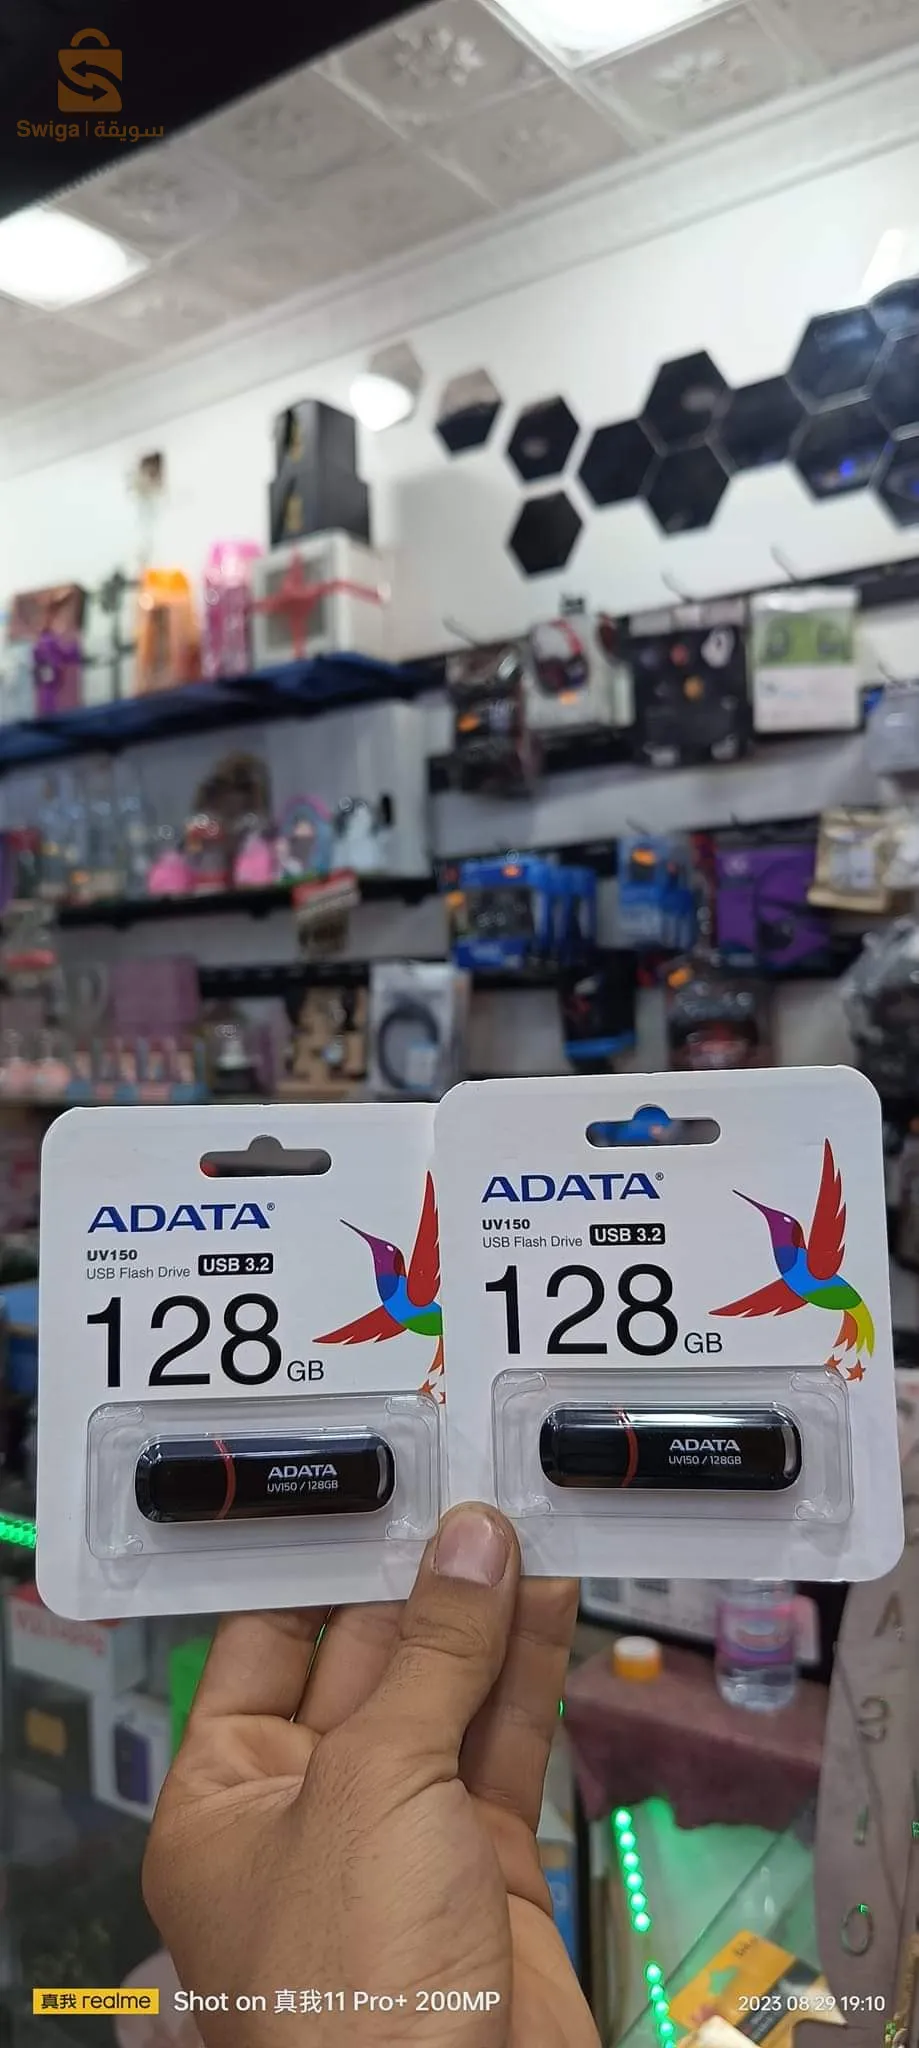 Swiga | سويقة
ADATA®
UV150
USB Flash Drive USB 3.2
128 GB
ADATA
UV150 / 128GB
ADATA®
UV150
USB Flash Drive USB 3.2
128 GB
ADATA
UV150 / 128GB
真我 realme Shot on 真我11 Pro+ 200MP
2023 08 29 19:10